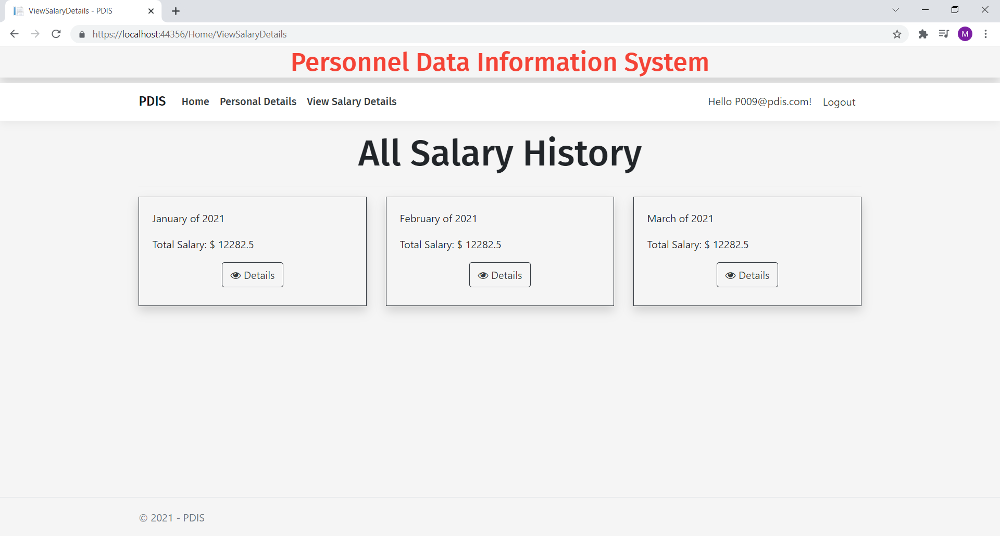 ViewSalaryDetails - PDIS
https://localhost:44356/Home/ViewSalaryDetails
M
Personnel Data Information System
PDIS Home Personal Details View Salary Details Hello P009@pdis.com! Logout
All Salary History
January of 2021
Total Salary: $ 12282.5
Details
February of 2021
Total Salary: $ 12282.5
Details
March of 2021
Total Salary: $ 12282.5
Details
© 2021 - PDIS